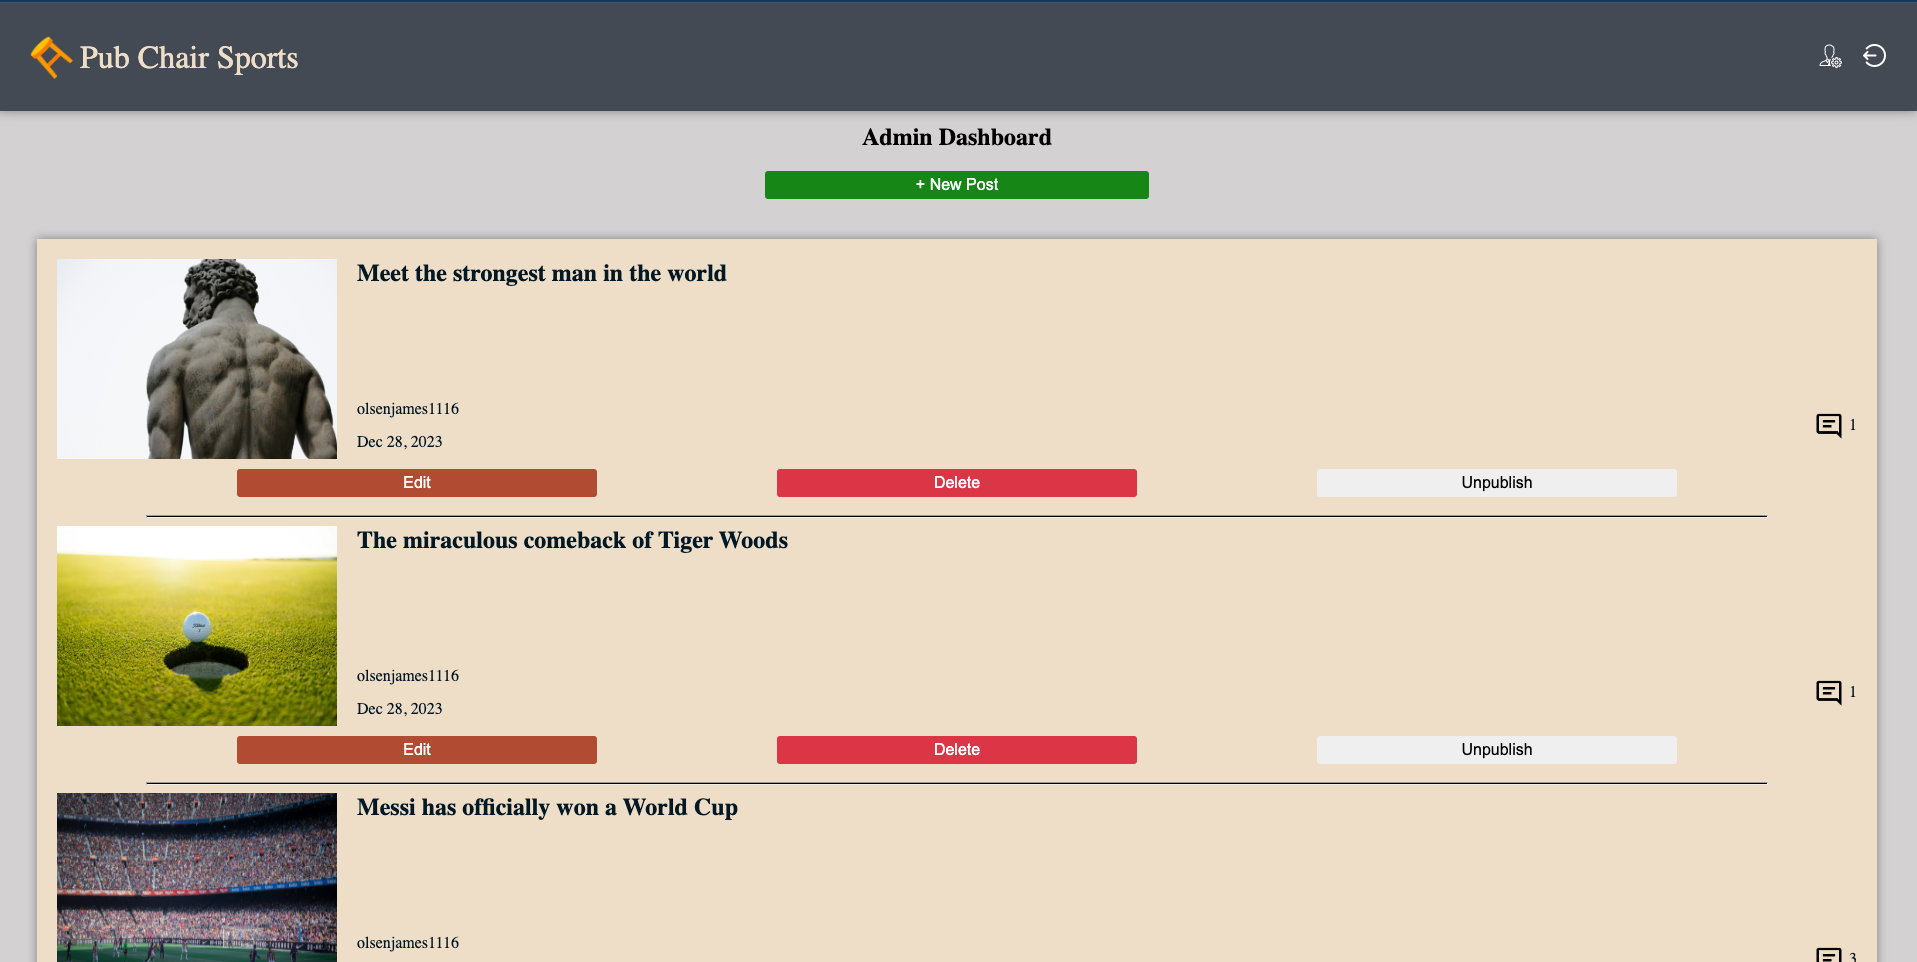 Pub Chair Sports
Admin Dashboard
+ New Post
Meet the strongest man in the world
olsenjames1116
Dec 28, 2023
1
Edit
Delete
Unpublish
The miraculous comeback of Tiger Woods
olsenjames1116
Dec 28, 2023
1
Edit
Delete
Unpublish
Messi has officially won a World Cup
olsenjames1116
3